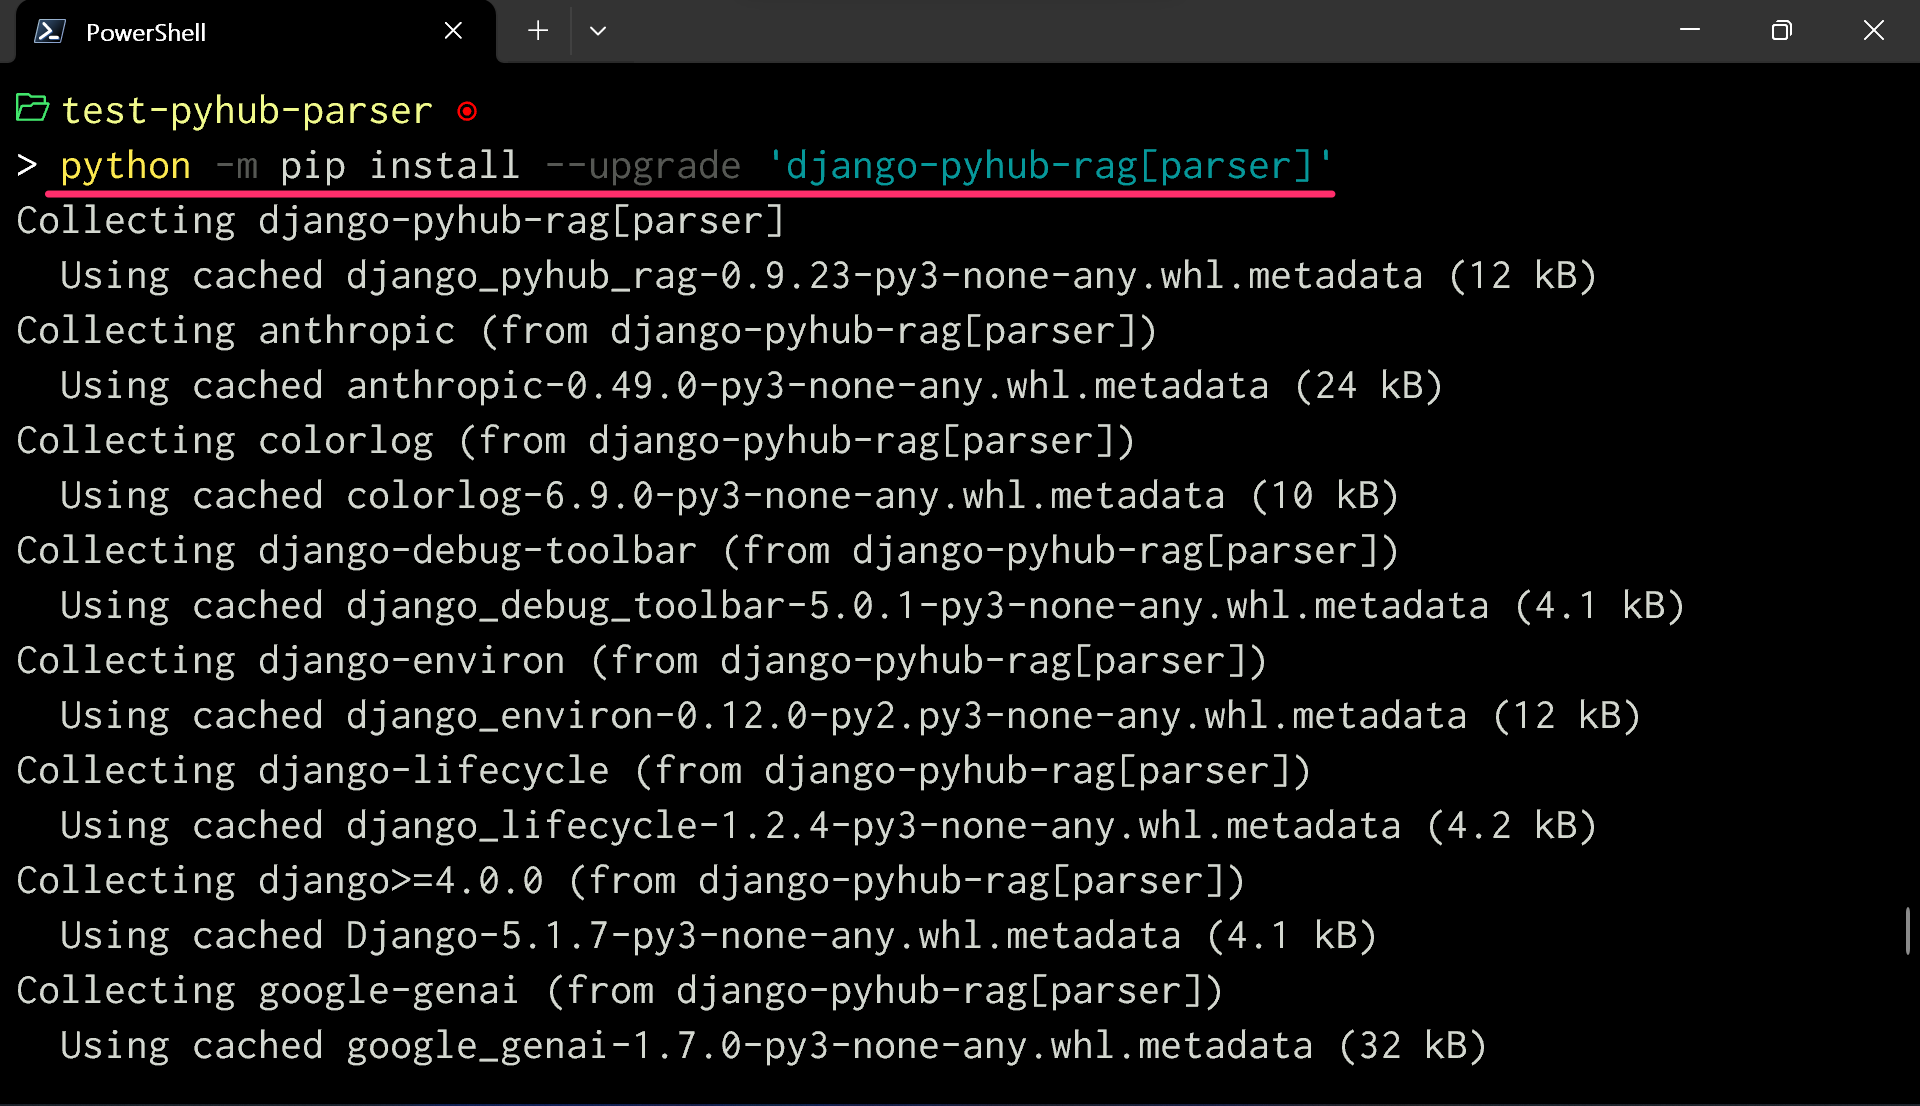 PowerShell
test-pyhub-parser
> python -m pip install --upgrade 'django-pyhub-rag[parser]'
Collecting django-pyhub-rag[parser]
  Using cached django_pyhub_rag-0.9.23-py3-none-any.whl.metadata (12 kB)
Collecting anthropic (from django-pyhub-rag[parser])
  Using cached anthropic-0.49.0-py3-none-any.whl.metadata (24 kB)
Collecting colorlog (from django-pyhub-rag[parser])
  Using cached colorlog-6.9.0-py3-none-any.whl.metadata (10 kB)
Collecting django-debug-toolbar (from django-pyhub-rag[parser])
  Using cached django_debug_toolbar-5.0.1-py3-none-any.whl.metadata (4.1 kB)
Collecting django-environ (from django-pyhub-rag[parser])
  Using cached django_environ-0.12.0-py2.py3-none-any.whl.metadata (12 kB)
Collecting django-lifecycle (from django-pyhub-rag[parser])
  Using cached django_lifecycle-1.2.4-py3-none-any.whl.metadata (4.2 kB)
Collecting django>=4.0.0 (from django-pyhub-rag[parser])
  Using cached Django-5.1.7-py3-none-any.whl.metadata (4.1 kB)
Collecting google-genai (from django-pyhub-rag[parser])
  Using cached google_genai-1.7.0-py3-none-any.whl.metadata (32 kB)